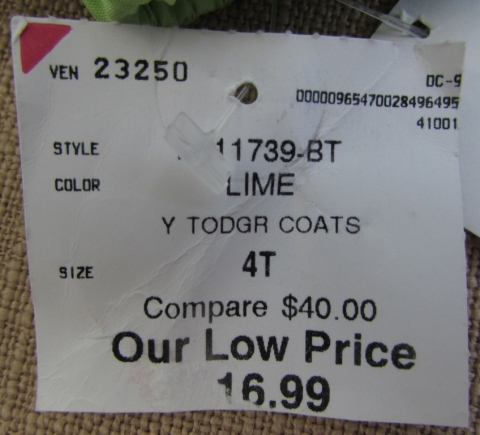 VEN 23250
DC-9
00000965470028496495
41001
STYLE 11739-BT
COLOR LIME
Y TODGR COATS
SIZE 4T
Compare $40.00
Our Low Price
16.99